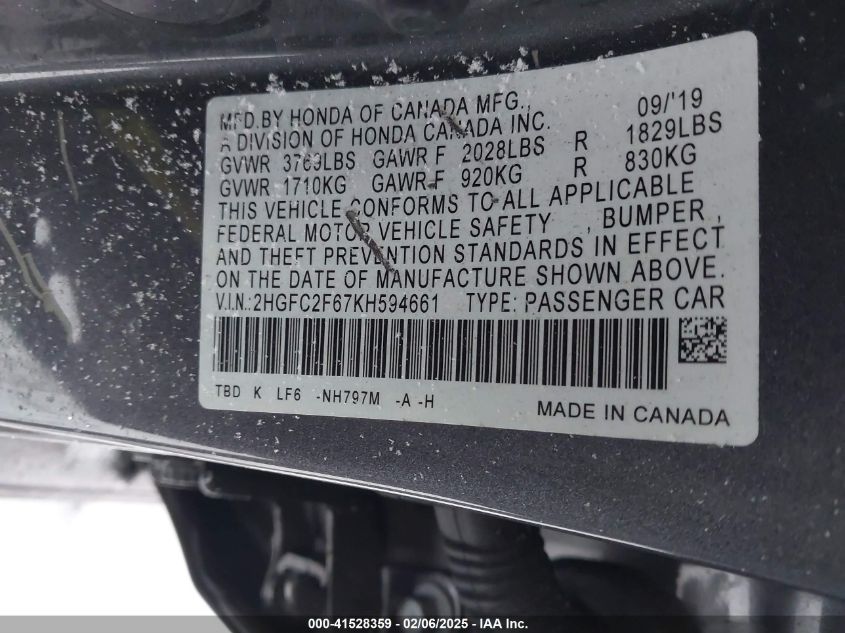 MFD.BY HONDA OF CANADA MFG., 09/'19
A DIVISION OF HONDA CANADA INC.
GVWR 3769LBS GAWR F 2028LBS R 1829LBS
GVWR 1710KG GAWR F 920KG R 830KG
THIS VEHICLE CONFORMS TO ALL APPLICABLE
FEDERAL MOTOR VEHICLE SAFETY , BUMPER ,
AND THEFT PREVENTION STANDARDS IN EFFECT
ON THE DATE OF MANUFACTURE SHOWN ABOVE.
V.I.N.:2HGFC2F67KH594661 TYPE: PASSENGER CAR
TBD K LF6 -NH797M -A -H
MADE IN CANADA
000-41528359 — 02/06/2025 — IAA Inc.